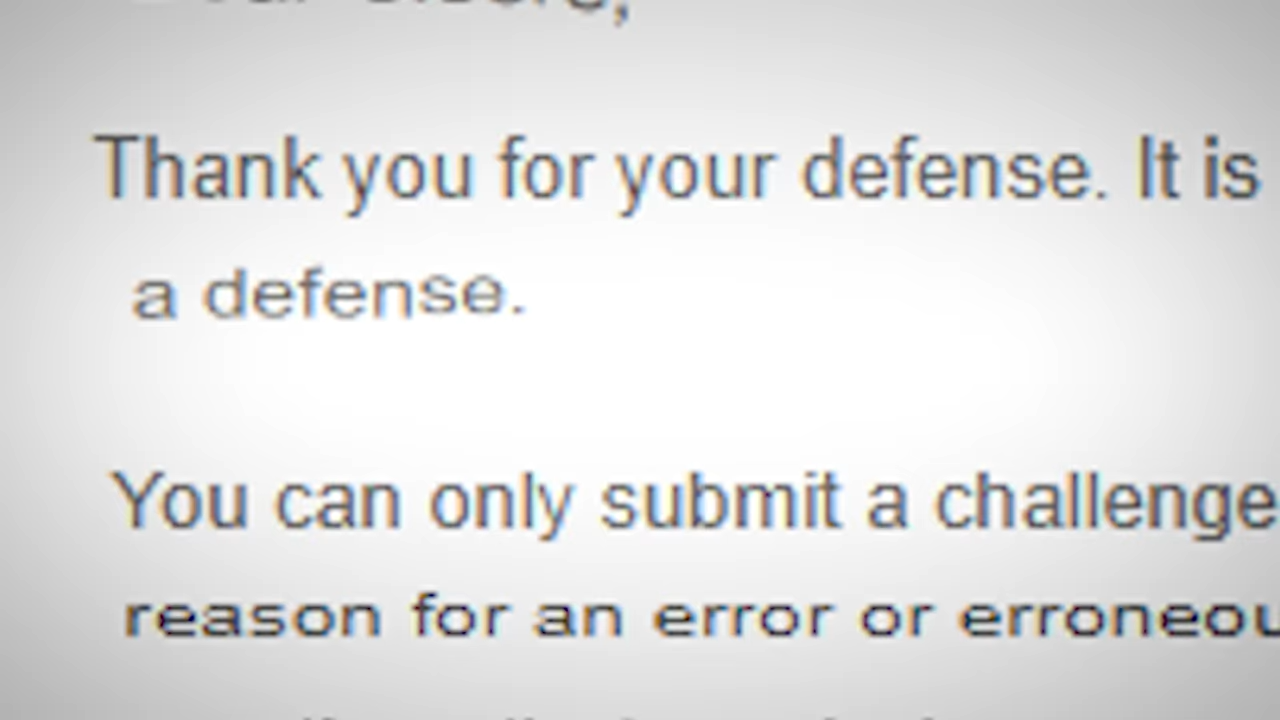 Thank you for your defense. It is
a defense.
You can only submit a challenge
reason for an error or